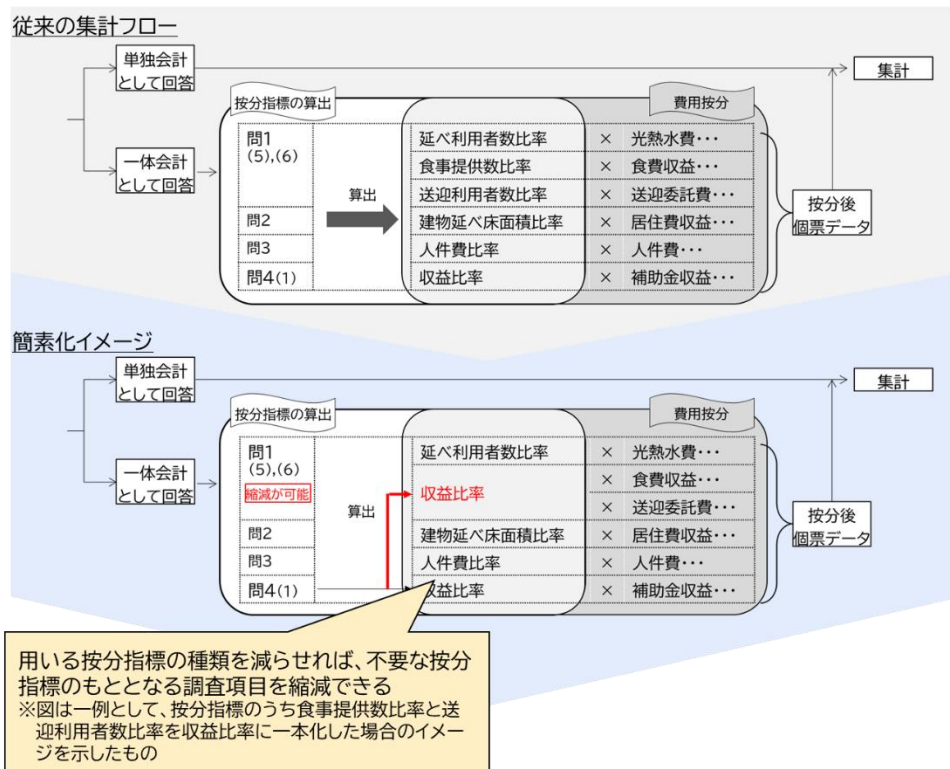 従来の集計フロー
単独会計
として回答
集計
按分指標の算出
費用按分
一体会計
として回答
問1
(5),(6)
問2
問3
問4(1)
算出
延べ利用者数比率 × 光熱水費・・・
食事提供数比率 × 食費収益・・・
送迎利用者数比率 × 送迎委託費・・・
建物延べ床面積比率 × 居住費収益・・・
人件費比率 × 人件費・・・
収益比率 × 補助金収益・・・
按分後
個票データ
簡素化イメージ
単独会計
として回答
集計
按分指標の算出
費用按分
一体会計
として回答
問1
(5),(6)
縮減が可能
問2
問3
問4(1)
算出
延べ利用者数比率 × 光熱水費・・・
収益比率
× 食費収益・・・
× 送迎委託費・・・
建物延べ床面積比率 × 居住費収益・・・
人件費比率 × 人件費・・・
収益比率 × 補助金収益・・・
按分後
個票データ
用いる按分指標の種類を減らせれば、不要な按分
指標のもととなる調査項目を縮減できる
※図は一例として、按分指標のうち食事提供数比率と送
迎利用者数比率を収益比率に一本化した場合のイメー
ジを示したもの